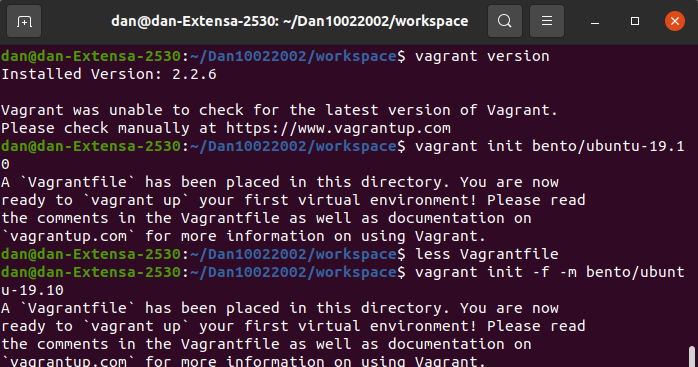 dan@dan-Extensa-2530: ~/Dan10022002/workspace
dan@dan-Extensa-2530:~/Dan10022002/workspace$ vagrant version
Installed Version: 2.2.6
Vagrant was unable to check for the latest version of Vagrant.
Please check manually at https://www.vagrantup.com
dan@dan-Extensa-2530:~/Dan10022002/workspace$ vagrant init bento/ubuntu-19.1
0
A `Vagrantfile` has been placed in this directory. You are now
ready to `vagrant up` your first virtual environment! Please read
the comments in the Vagrantfile as well as documentation on
`vagrantup.com` for more information on using Vagrant.
dan@dan-Extensa-2530:~/Dan10022002/workspace$ less Vagrantfile
dan@dan-Extensa-2530:~/Dan10022002/workspace$ vagrant init -f -m bento/ubunt
u-19.10
A `Vagrantfile` has been placed in this directory. You are now
ready to `vagrant up` your first virtual environment! Please read
the comments in the Vagrantfile as well as documentation on
`vagrantup.com` for more information on using Vagrant.